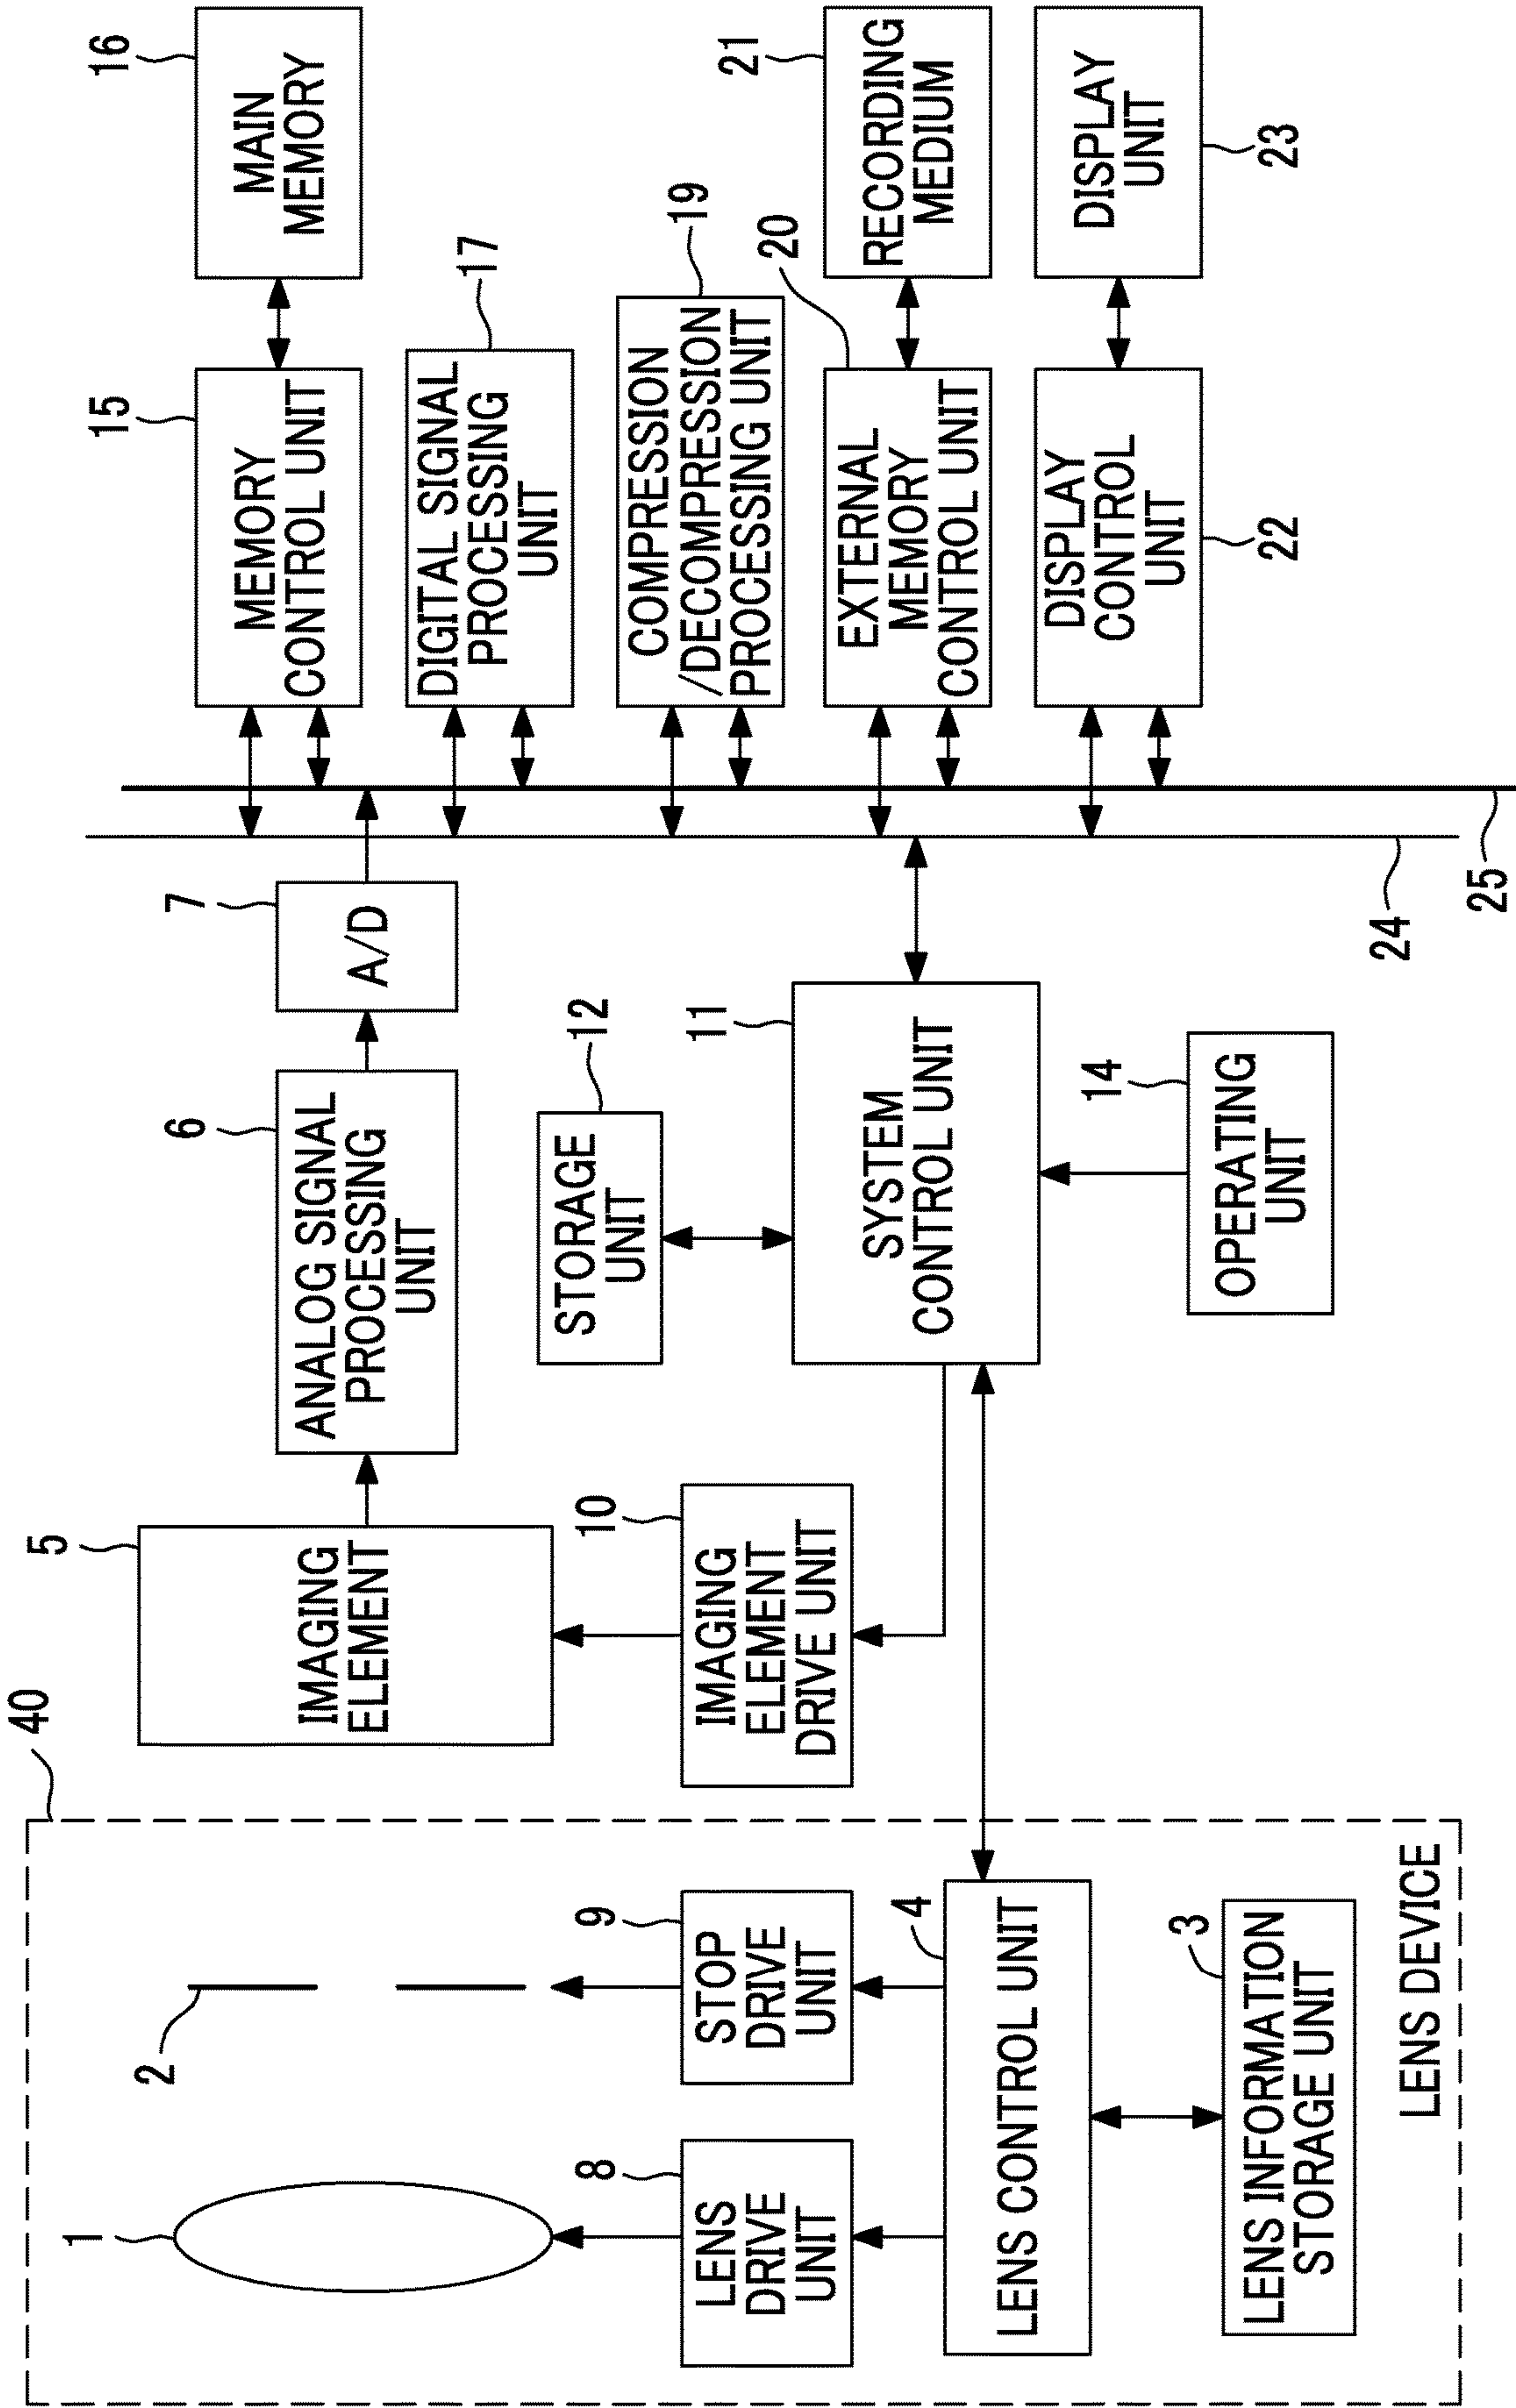 40
LENS DEVICE
1
2
LENS
DRIVE
UNIT
8
STOP
DRIVE
UNIT
9
LENS CONTROL UNIT
4
LENS INFORMATION
STORAGE UNIT
3
5
IMAGING
ELEMENT
10
IMAGING
ELEMENT
DRIVE UNIT
6
ANALOG SIGNAL
PROCESSING
UNIT
7
A/D
12
STORAGE
UNIT
11
SYSTEM
CONTROL UNIT
14
OPERATING
UNIT
24
25
15
MEMORY
CONTROL UNIT
16
MAIN
MEMORY
17
DIGITAL SIGNAL
PROCESSING
UNIT
19
COMPRESSION
/DECOMPRESSION
PROCESSING UNIT
20
EXTERNAL
MEMORY
CONTROL UNIT
21
RECORDING
MEDIUM
DISPLAY
CONTROL
UNIT
22
DISPLAY
UNIT
23